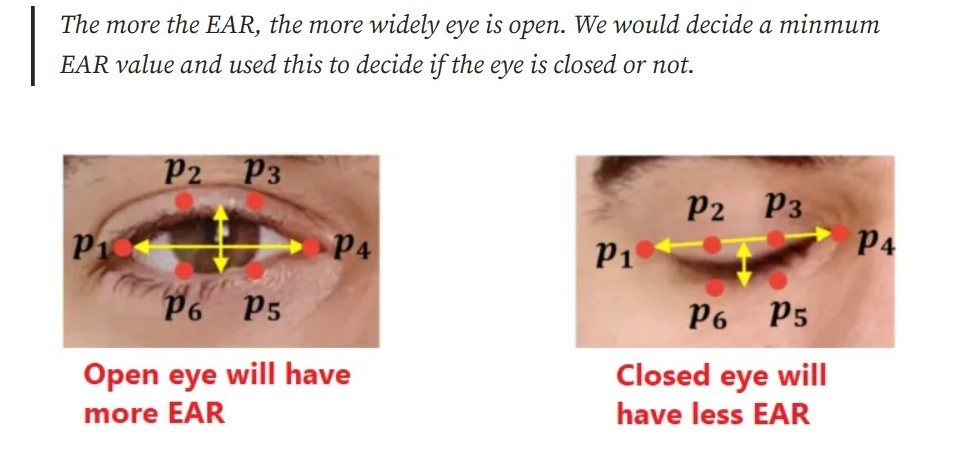 The more the EAR, the more widely eye is open. We would decide a minmum
EAR value and used this to decide if the eye is closed or not.
p2 p3
p1 p4
p6 p5
p2 p3
p1 p4
p6 p5
Open eye will have
more EAR
Closed eye will
have less EAR